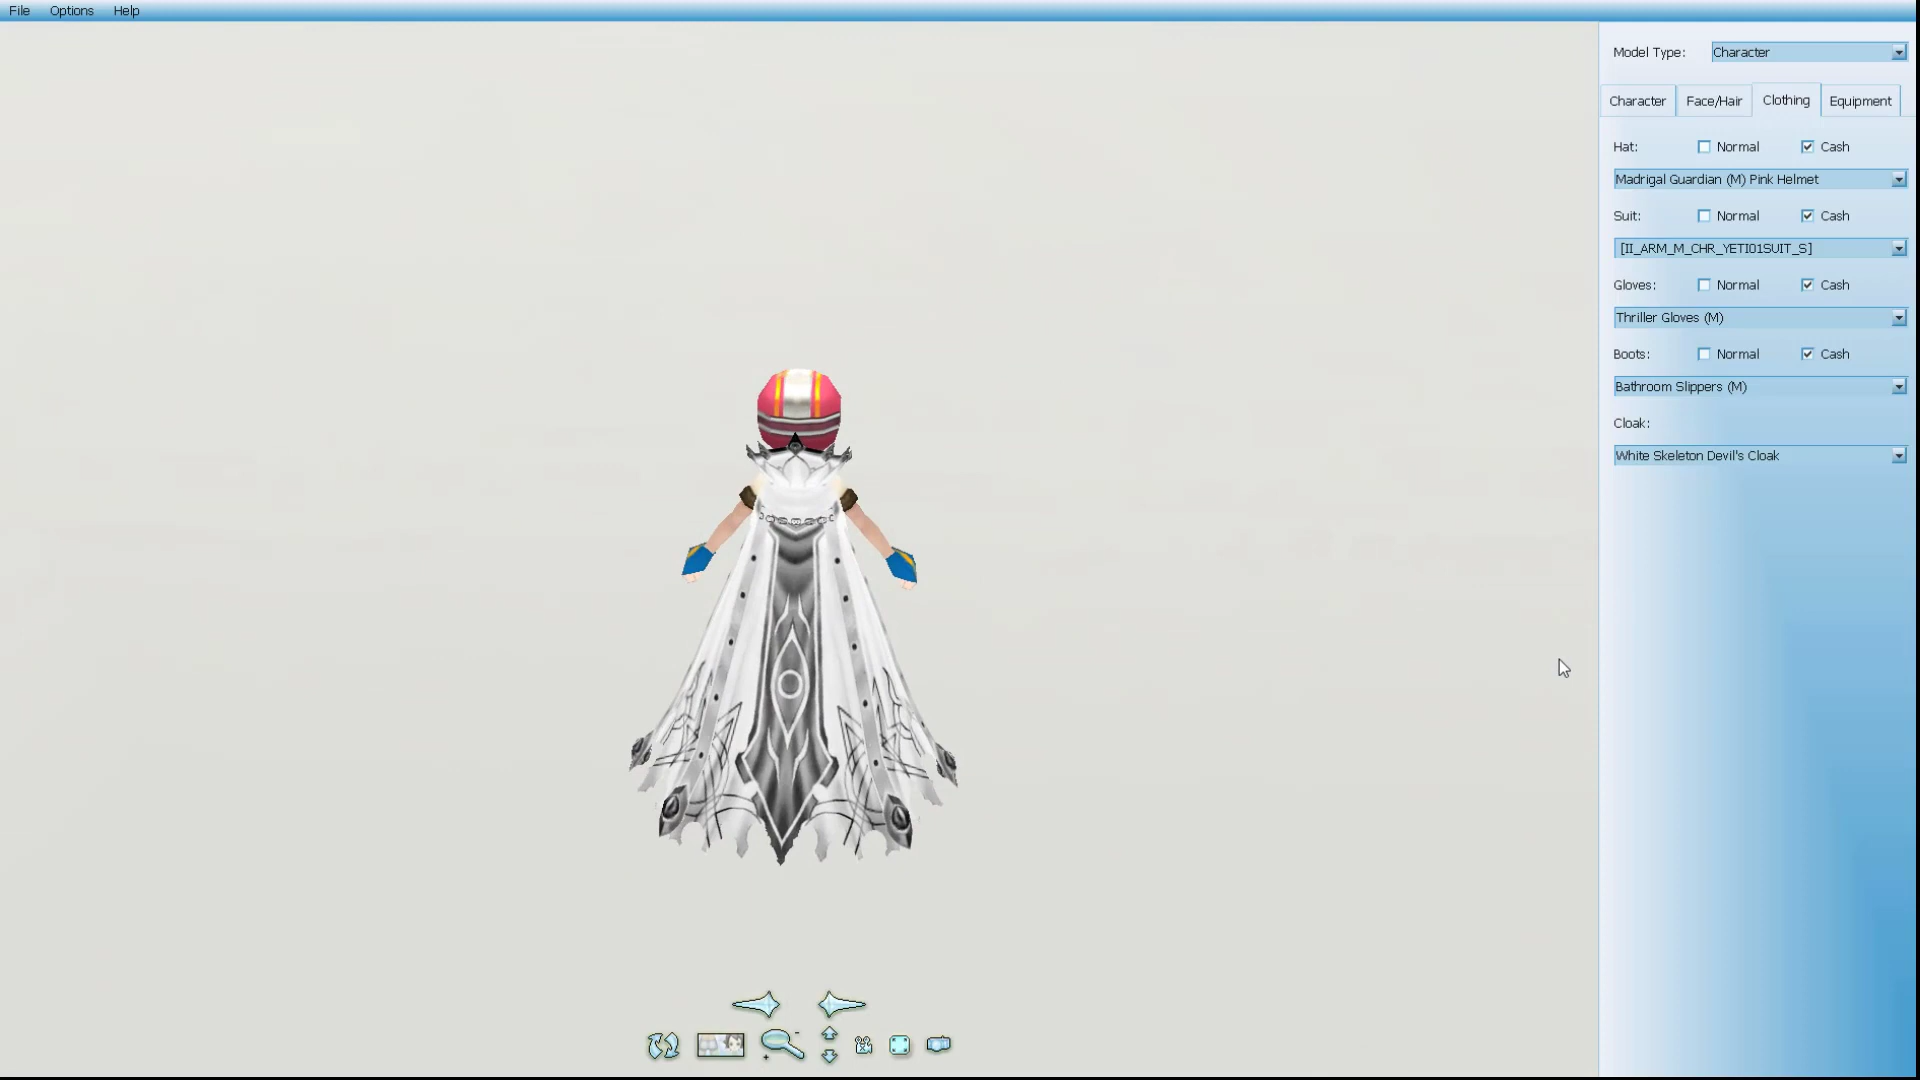 File Options Help
Model Type: Character
Character Face/Hair Clothing Equipment
Hat: Normal Cash
Madrigal Guardian (M) Pink Helmet
Suit: Normal Cash
[II_ARM_M_CHR_YETI01SUIT_S]
Gloves: Normal Cash
Thriller Gloves (M)
Boots: Normal Cash
Bathroom Slippers (M)
Cloak:
White Skeleton Devil's Cloak